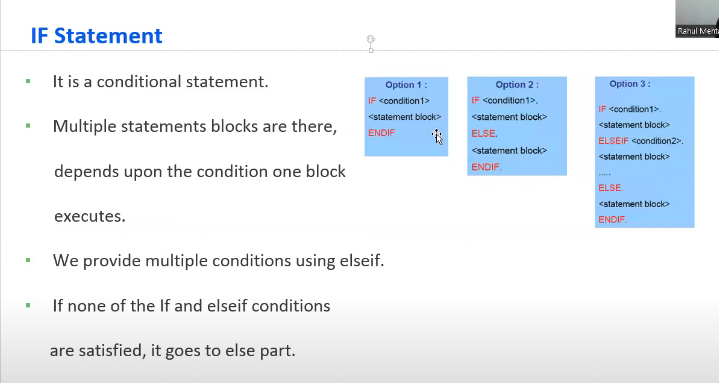 IF Statement
Rahul Mehta
It is a conditional statement.
Multiple statements blocks are there,
depends upon the condition one block
executes.
We provide multiple conditions using elseif.
If none of the If and elseif conditions
are satisfied, it goes to else part.
Option 1 :
IF <condition1>
<statement block>
ENDIF
Option 2 :
IF <condition1>.
<statement block>
ELSE.
<statement block>
ENDIF.
Option 3 :
IF <condition1>.
<statement block>
ELSEIF <condition2>.
<statement block>
.....
ELSE.
<statement block>
ENDIF.